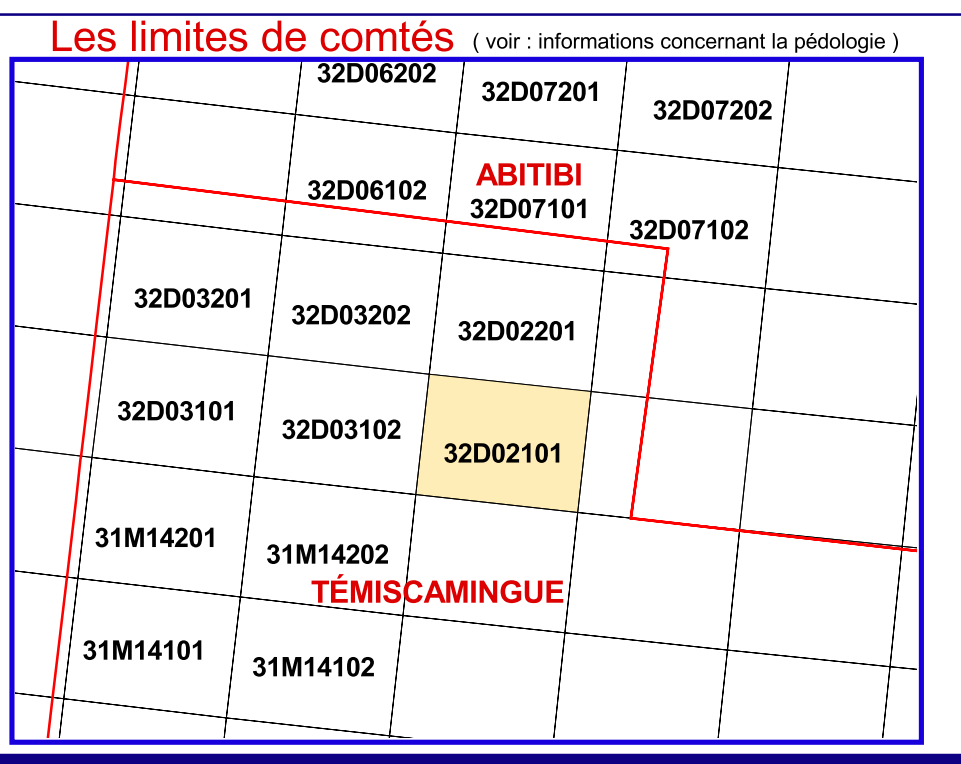 Les limites de comtés ( voir : informations concernant la pédologie )
32D06202
32D07201
32D07202
ABITIBI
32D06102
32D07101
32D07102
32D03201
32D03202
32D02201
32D03101
32D03102
32D02101
31M14201
31M14202
TÉMISCAMINGUE
31M14101
31M14102